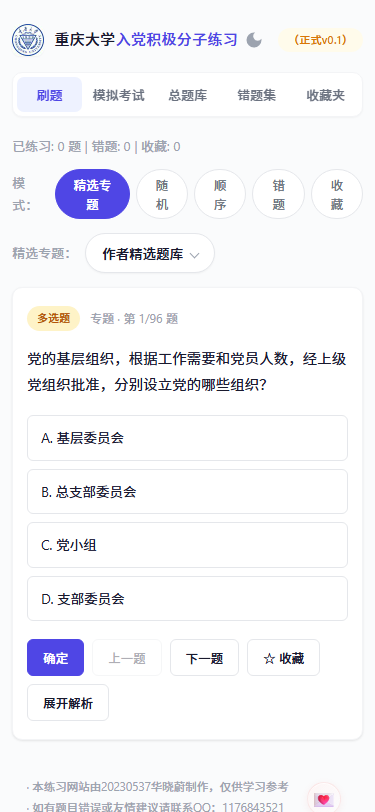 重庆大学入党积极分子练习
（正式v0.1）
刷题 模拟考试 总题库 错题集 收藏夹
已练习: 0 题 | 错题: 0 | 收藏: 0
模式：
精选专题
随机
顺序
错题
收藏
精选专题：
作者精选题库
多选题 专题 · 第 1/96 题
党的基层组织，根据工作需要和党员人数，经上级
党组织批准，分别设立党的哪些组织？
A. 基层委员会
B. 总支部委员会
C. 党小组
D. 支部委员会
确定 上一题 下一题 ☆ 收藏
展开解析
· 本练习网站由20230537华晓蔚制作，仅供学习参考
· 如有题目错误或友情建议请联系QQ：1176843521